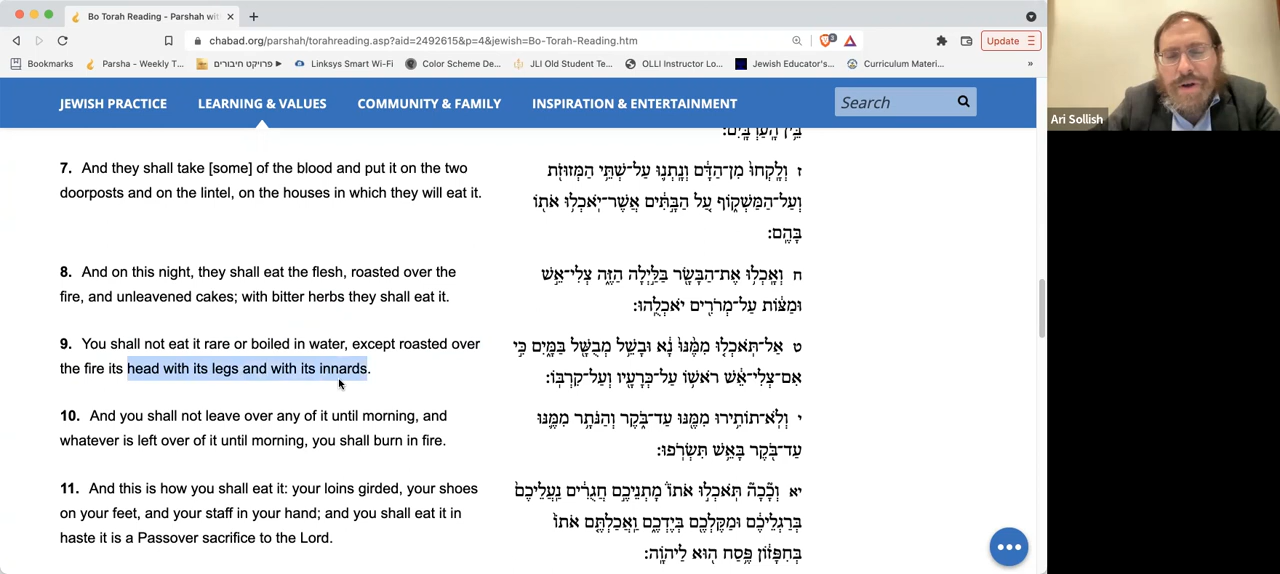 Bo Torah Reading - Parshah wit
chabad.org/parshah/torahreading.asp?aid=2492615&p=4&jewish=Bo-Torah-Reading.htm
3
Update
Bookmarks
Parsha - Weekly T...
פרויקט חיבורים
Linksys Smart Wi-Fi
Color Scheme De...
JLI Old Student Te...
OLLI Instructor Lo...
Jewish Educator's...
Curriculum Materi...
»
JEWISH PRACTICE
LEARNING & VALUES
COMMUNITY & FAMILY
INSPIRATION & ENTERTAINMENT
Search
Ari Sollish
בֵּין הָעַרְבָּיִם:
7. And they shall take [some] of the blood and put it on the two
doorposts and on the lintel, on the houses in which they will eat it.
ז וְלָֽקְחוּ֙ מִן־הַדָּ֔ם וְנָֽתְנ֛וּ עַל־שְׁתֵּ֥י הַמְּזוּזֹ֖ת
וְעַל־הַמַּשְׁק֑וֹף עַ֚ל הַבָּ֣תִּ֔ים אֲשֶׁר־יֹֽאכְל֥וּ אֹת֖וֹ
בָּהֶֽם:
8. And on this night, they shall eat the flesh, roasted over the
fire, and unleavened cakes; with bitter herbs they shall eat it.
ח וְאָֽכְל֥וּ אֶת־הַבָּשָׂ֖ר בַּלַּ֣יְלָה הַזֶּ֑ה צְלִי־אֵ֣שׁ
וּמַצּ֔וֹת עַל־מְרֹרִ֖ים יֹֽאכְלֻֽהוּ:
9. You shall not eat it rare or boiled in water, except roasted over
the fire its head with its legs and with its innards.
ט אַל־תֹּֽאכְל֤וּ מִמֶּ֨נּוּ֙ נָ֔א וּבָשֵׁ֥ל מְבֻשָּׁ֖ל בַּמָּ֑יִם כִּ֣י
אִם־צְלִי־אֵ֔שׁ רֹאשׁ֥וֹ עַל־כְּרָעָ֖יו וְעַל־קִרְבּֽוֹ:
10. And you shall not leave over any of it until morning, and
whatever is left over of it until morning, you shall burn in fire.
י וְלֹֽא־תוֹתִ֥ירוּ מִמֶּ֖נּוּ עַד־בֹּ֑קֶר וְהַנֹּתָ֥ר מִמֶּ֛נּוּ
עַד־בֹּ֖קֶר בָּאֵ֥שׁ תִּשְׂרֹֽפוּ:
11. And this is how you shall eat it: your loins girded, your shoes
on your feet, and your staff in your hand; and you shall eat it in
haste it is a Passover sacrifice to the Lord.
יא וְכָ֘כָה֘ תֹּֽאכְל֣וּ אֹתוֹ֒ מָתְנֵיכֶ֣ם חֲגֻרִ֔ים נַֽעֲלֵיכֶם֙
בְּרַגְלֵיכֶ֔ם וּמַקֶּלְכֶ֖ם בְּיֶדְכֶ֑ם וַֽאֲכַלְתֶּ֤ם אֹתוֹ֙
בְּחִפָּז֔וֹן פֶּ֥סַח ה֖וּא לַֽיהֹוָֽה: